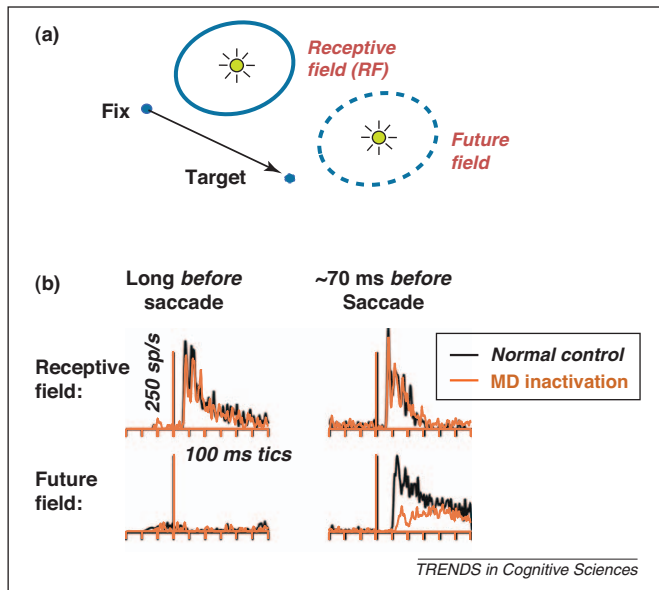 (a)
Receptive
field (RF)
Fix
Future
field
Target
(b)
Long before
saccade
~70 ms before
Saccade
Receptive
field:
250 sp/s
Normal control
MD inactivation
100 ms tics
Future
field:
TRENDS in Cognitive Sciences